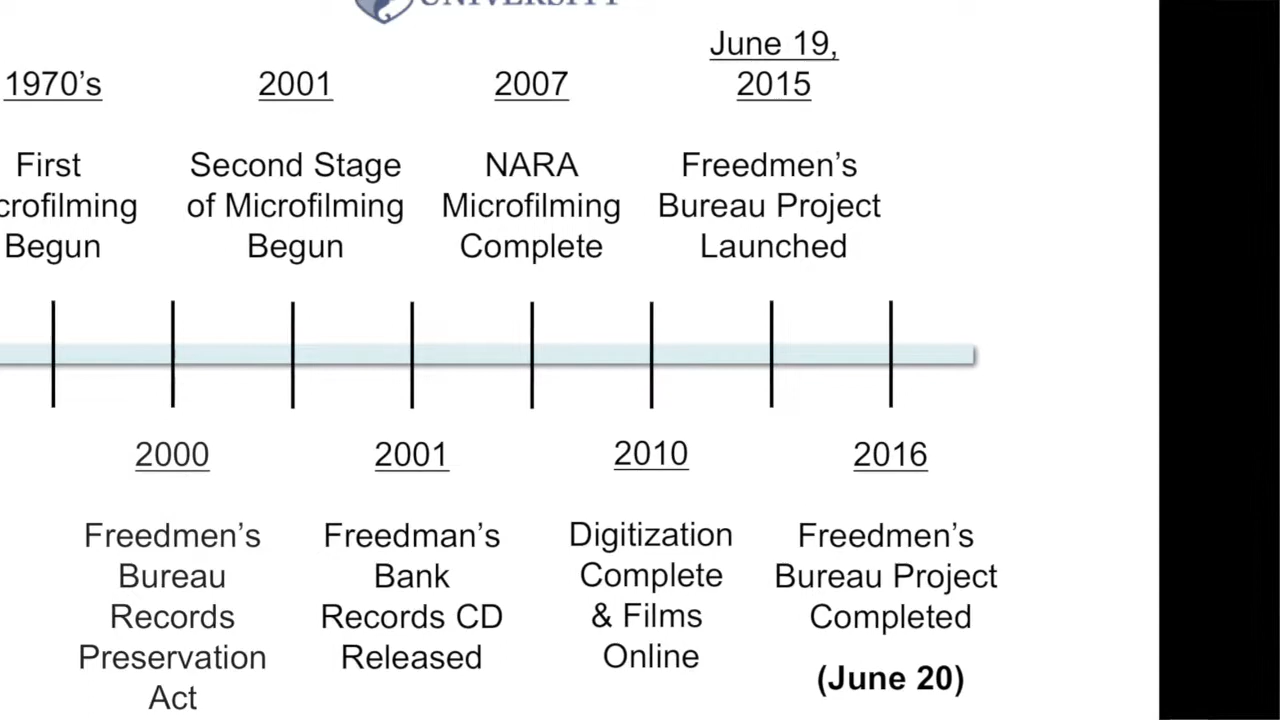 UNIVERSITY
June 19,
1970's 2001 2007 2015
First Second Stage NARA Freedmen's
crofilming of Microfilming Microfilming Bureau Project
Begun Begun Complete Launched
2000 2001 2010 2016
Freedmen's Freedman's Digitization Freedmen's
Bureau Bank Complete Bureau Project
Records Records CD & Films Completed
Preservation Released Online
(June 20)
Act